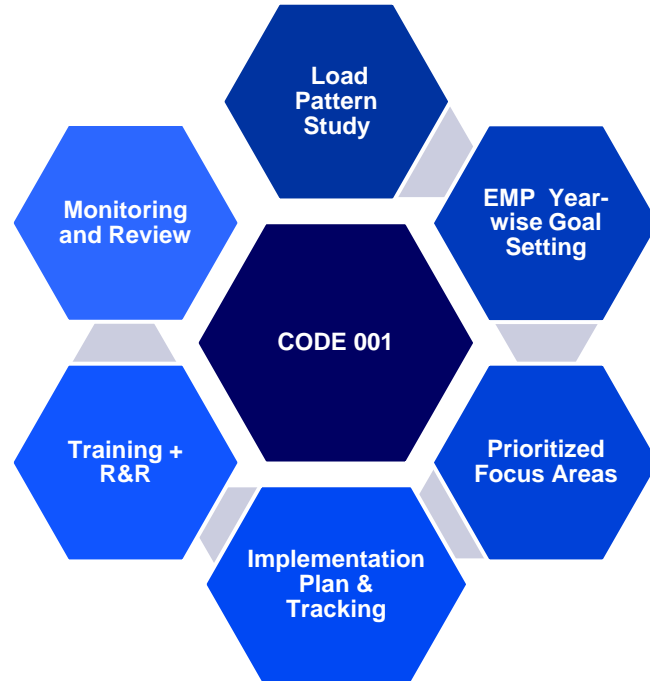 Load
Pattern
Study
EMP Year-
wise Goal
Setting
Prioritized
Focus Areas
Implementation
Plan &
Tracking
Training +
R&R
Monitoring
and Review
CODE 001